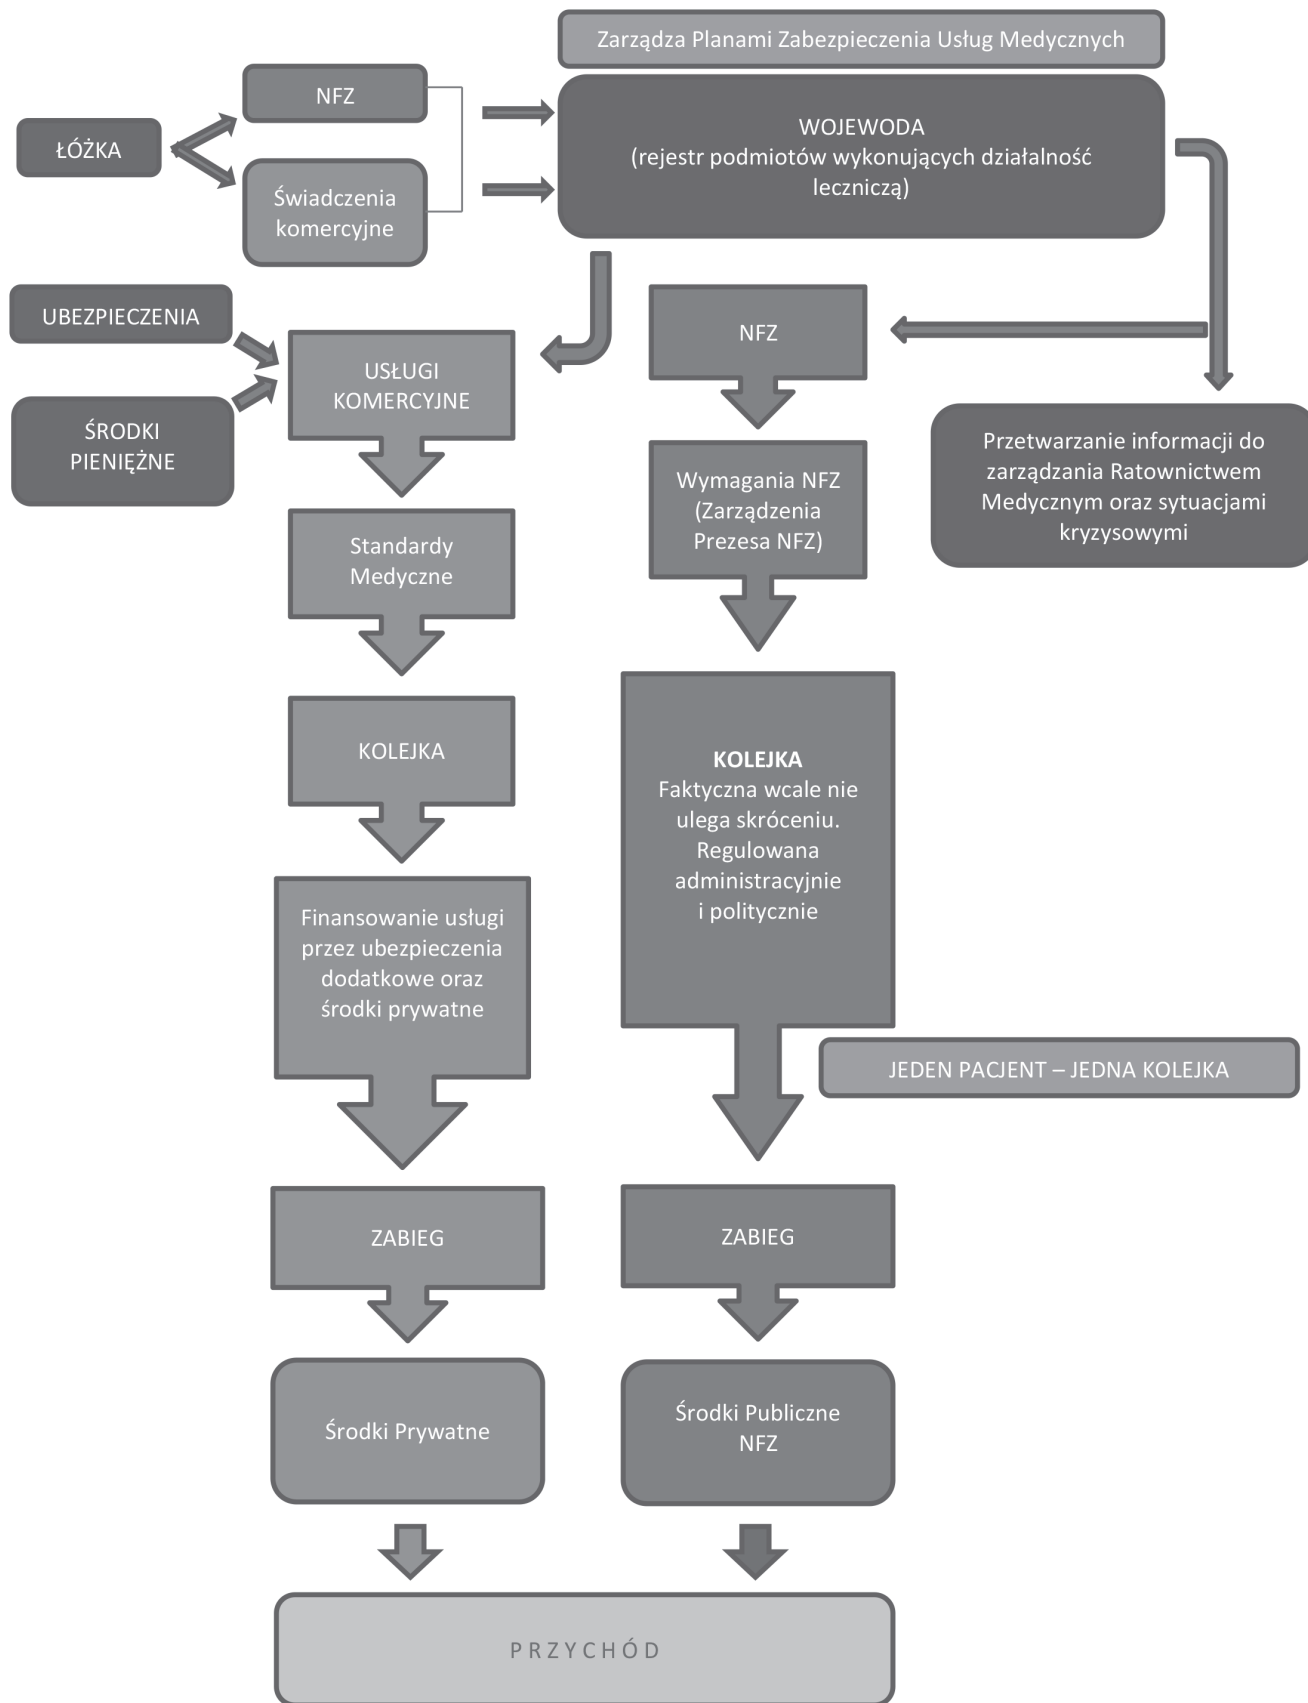 Zarządza Planami Zabezpieczenia Usług Medycznych
NFZ
ŁÓŻKA
Świadczenia
komercyjne
WOJEWODA
(rejestr podmiotów wykonujących działalność
leczniczą)
UBEZPIECZENIA
ŚRODKI
PIENIĘŻNE
USŁUGI
KOMERCYJNE
NFZ
Przetwarzanie informacji do
zarządzania Ratownictwem
Medycznym oraz sytuacjami
kryzysowymi
Standardy
Medyczne
Wymagania NFZ
(Zarządzenia
Prezesa NFZ)
KOLEJKA
KOLEJKA
Faktyczna wcale nie
ulega skróceniu.
Regulowana
administracyjnie
i politycznie
Finansowanie usługi
przez ubezpieczenia
dodatkowe oraz
środki prywatne
JEDEN PACJENT – JEDNA KOLEJKA
ZABIEG
ZABIEG
Środki Prywatne
Środki Publiczne
NFZ
PRZYCHÓD